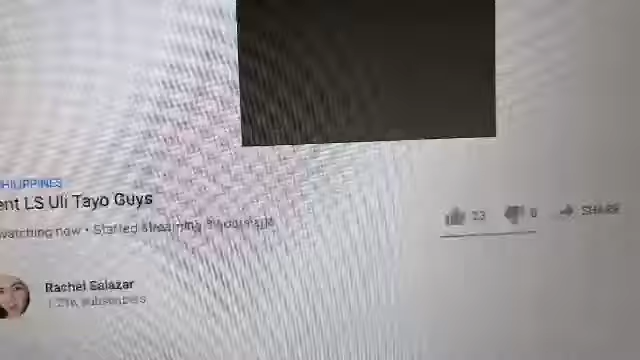 HILIPPINES
ent LS Uli Tayo Guys
watching now • Started streaming
23 0 SHARE
Rachel Salazar
subscribers